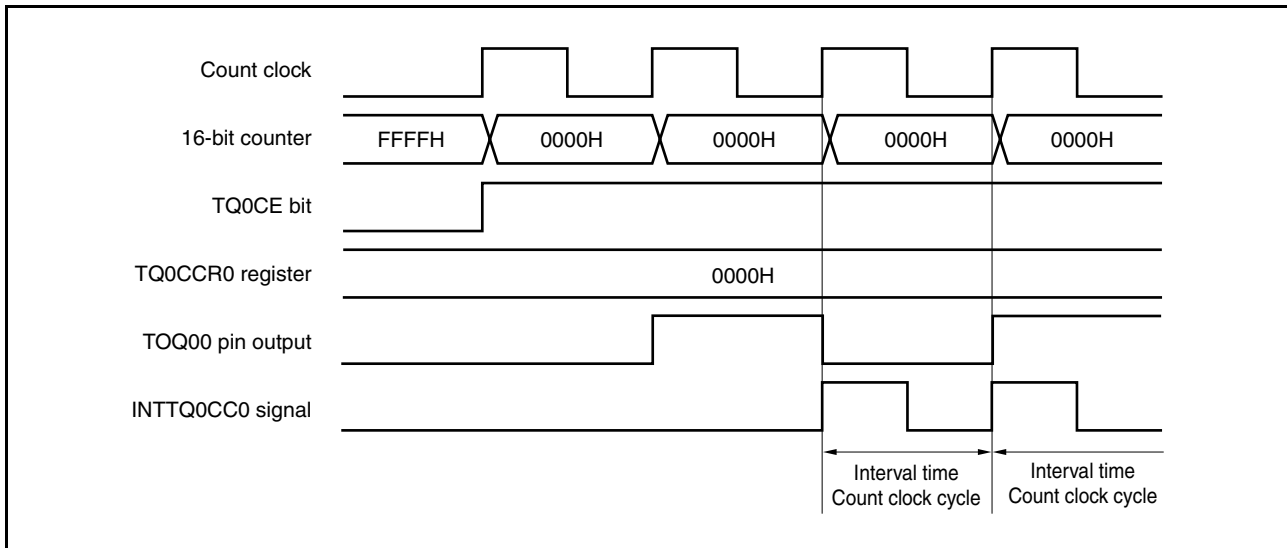 Count clock
16-bit counter
FFFFH
0000H
0000H
0000H
0000H
TQ0CE bit
TQ0CCR0 register
0000H
TOQ00 pin output
INTTQ0CC0 signal
Interval time
Count clock cycle
Interval time
Count clock cycle